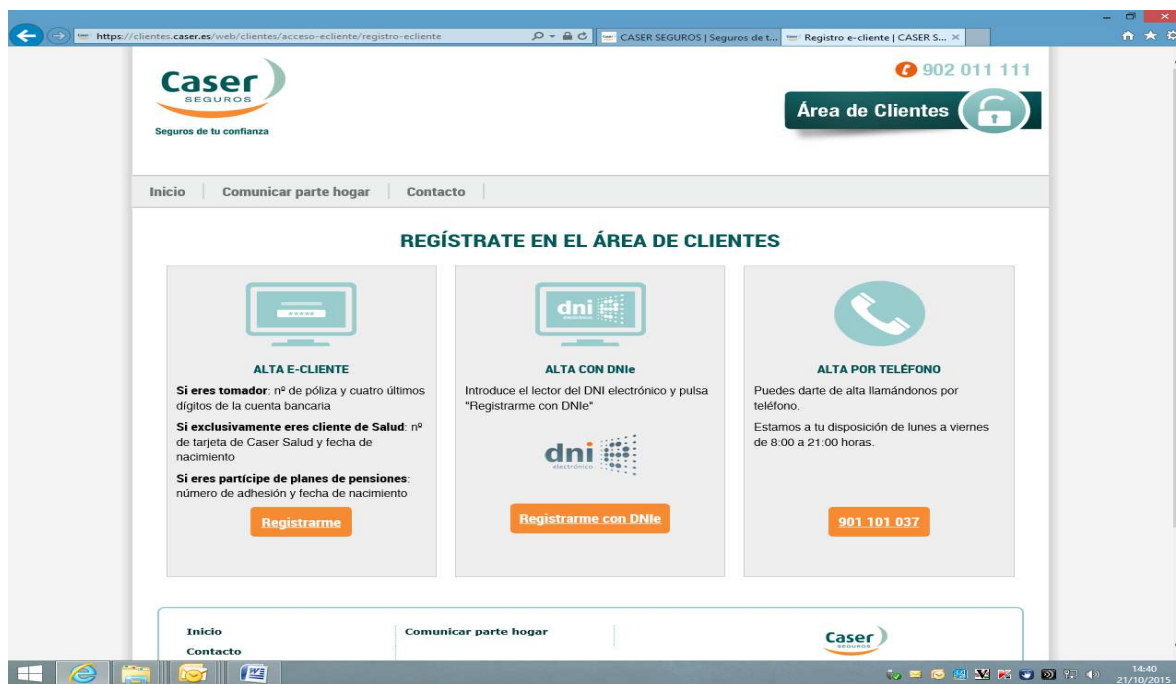 https://clientes.caser.es/web/clientes/acceso-ecliente/registro-ecliente
CASER SEGUROS | Seguros de t...
Registro e-cliente | CASER S...
Caser
SEGUROS
Seguros de tu confianza
902 011 111
Área de Clientes
Inicio
Comunicar parte hogar
Contacto
REGÍSTRATE EN EL ÁREA DE CLIENTES
*****
ALTA E-CLIENTE
Si eres tomador: nº de póliza y cuatro últimos
dígitos de la cuenta bancaria
Si exclusivamente eres cliente de Salud: nº
de tarjeta de Caser Salud y fecha de
nacimiento
Si eres partícipe de planes de pensiones:
número de adhesión y fecha de nacimiento
Registrarme
dni
electrónico
ALTA CON DNIe
Introduce el lector del DNI electrónico y pulsa
"Registrarme con DNIe"
dni
electrónico
Registrarme con DNIe
ALTA POR TELÉFONO
Puedes darte de alta llamándonos por
teléfono.
Estamos a tu disposición de lunes a viernes
de 8:00 a 21:00 horas.
901 101 037
Inicio
Contacto
Comunicar parte hogar
Caser
SEGUROS
14:40
21/10/2015